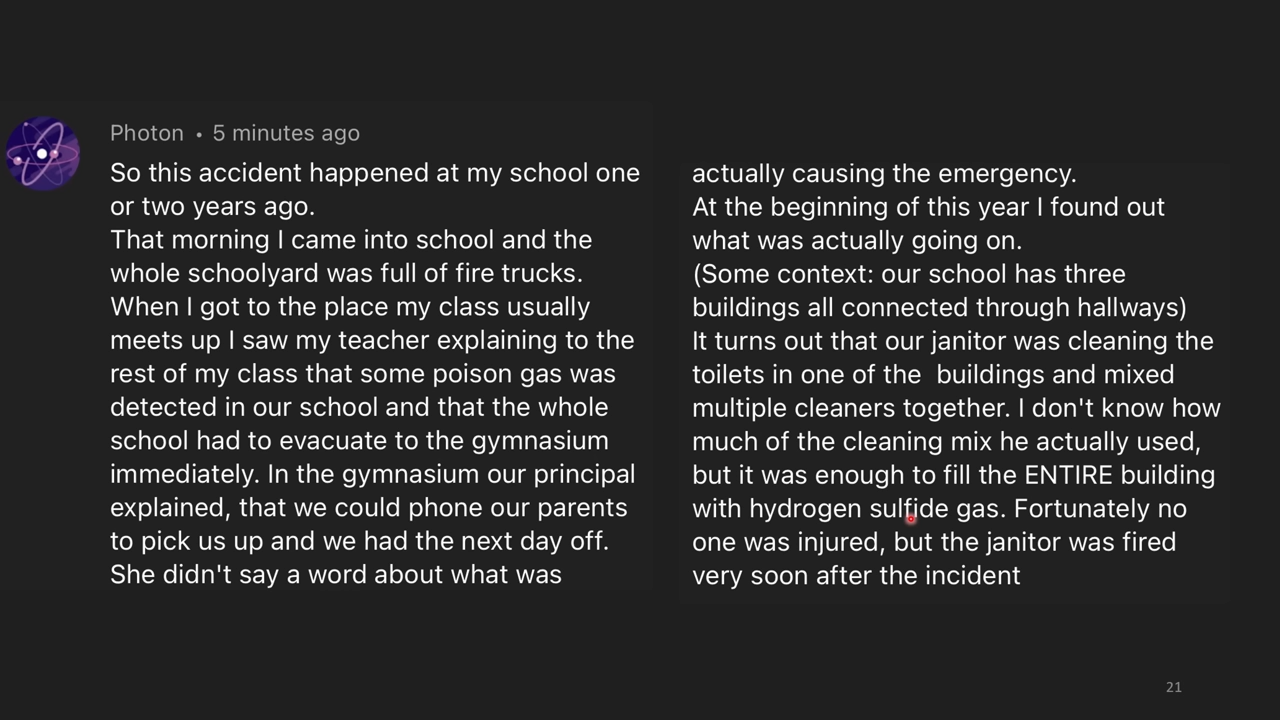 Photon • 5 minutes ago
So this accident happened at my school one
or two years ago.
That morning I came into school and the
whole schoolyard was full of fire trucks.
When I got to the place my class usually
meets up I saw my teacher explaining to the
rest of my class that some poison gas was
detected in our school and that the whole
school had to evacuate to the gymnasium
immediately. In the gymnasium our principal
explained, that we could phone our parents
to pick us up and we had the next day off.
She didn't say a word about what was
actually causing the emergency.
At the beginning of this year I found out
what was actually going on.
(Some context: our school has three
buildings all connected through hallways)
It turns out that our janitor was cleaning the
toilets in one of the  buildings and mixed
multiple cleaners together. I don't know how
much of the cleaning mix he actually used,
but it was enough to fill the ENTIRE building
with hydrogen sulfide gas. Fortunately no
one was injured, but the janitor was fired
very soon after the incident
21